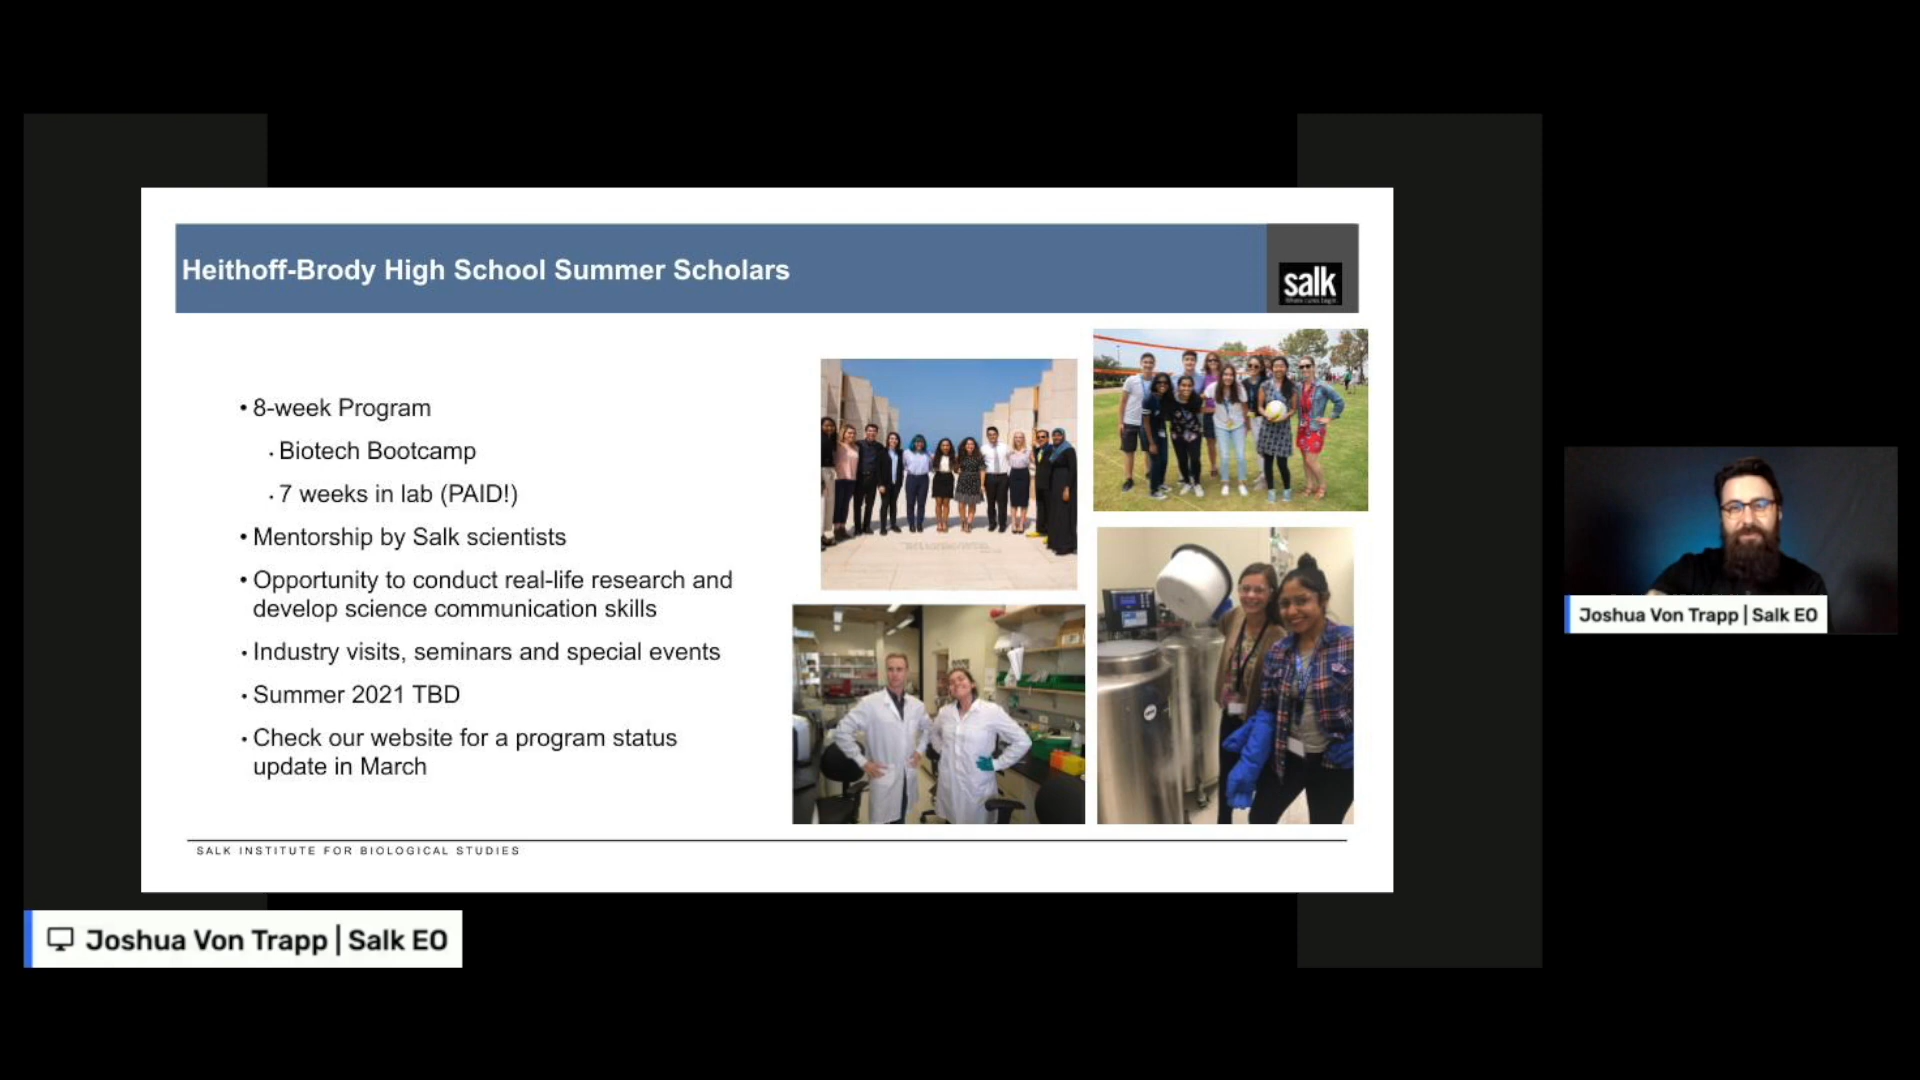 Heithoff-Brody High School Summer Scholars
salk
Where cures begin.
• 8-week Program
• Biotech Bootcamp
• 7 weeks in lab (PAID!)
• Mentorship by Salk scientists
• Opportunity to conduct real-life research and
develop science communication skills
• Industry visits, seminars and special events
• Summer 2021 TBD
• Check our website for a program status
update in March
SALK INSTITUTE FOR BIOLOGICAL STUDIES
Joshua Von Trapp | Salk EO
Joshua Von Trapp | Salk EO